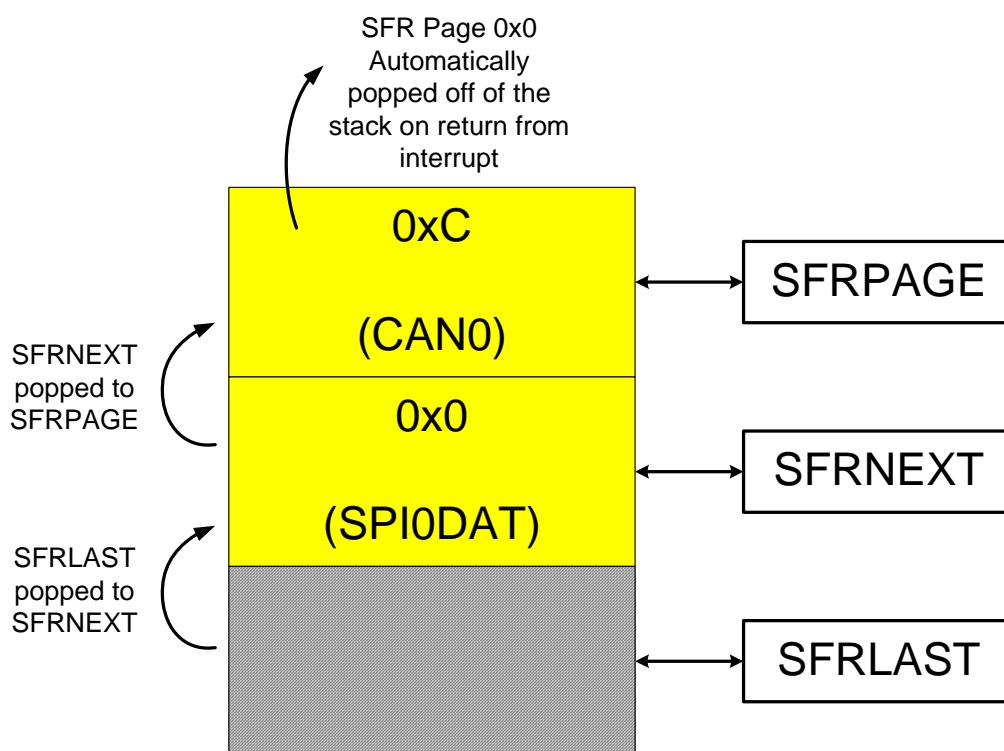 SFR Page 0x0
Automatically
popped off of the
stack on return from
interrupt
0xC
(CAN0)
SFRPAGE
SFRNEXT
popped to
SFRPAGE
0x0
(SPI0DAT)
SFRNEXT
SFRLAST
popped to
SFRNEXT
SFRLAST